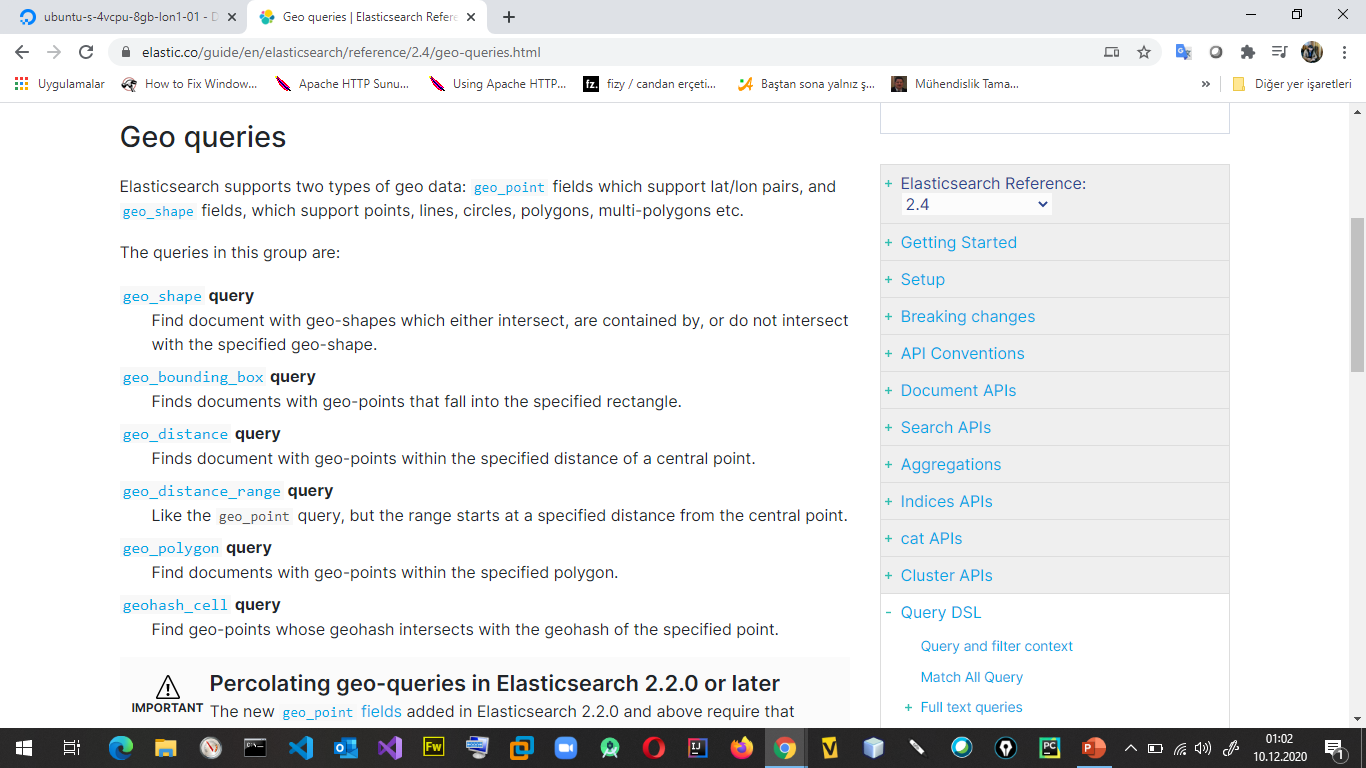 ubuntu-s-4vcpu-8gb-lon1-01 - D
Geo queries | Elasticsearch Refere
elastic.co/guide/en/elasticsearch/reference/2.4/geo-queries.html
Uygulamalar
How to Fix Window...
Apache HTTP Sunu...
Using Apache HTTP...
fz.
fizy / candan erçeti...
Baştan sona yalnız ş...
Mühendislik Tama...
»
Diğer yer işaretleri
Geo queries
Elasticsearch supports two types of geo data: geo_point fields which support lat/lon pairs, and
geo_shape fields, which support points, lines, circles, polygons, multi-polygons etc.
The queries in this group are:
geo_shape query
Find document with geo-shapes which either intersect, are contained by, or do not intersect
with the specified geo-shape.
geo_bounding_box query
Finds documents with geo-points that fall into the specified rectangle.
geo_distance query
Finds document with geo-points within the specified distance of a central point.
geo_distance_range query
Like the geo_point query, but the range starts at a specified distance from the central point.
geo_polygon query
Find documents with geo-points within the specified polygon.
geohash_cell query
Find geo-points whose geohash intersects with the geohash of the specified point.
IMPORTANT
Percolating geo-queries in Elasticsearch 2.2.0 or later
The new geo_point fields added in Elasticsearch 2.2.0 and above require that
+ Elasticsearch Reference:
2.4
+ Getting Started
+ Setup
+ Breaking changes
+ API Conventions
+ Document APIs
+ Search APIs
+ Aggregations
+ Indices APIs
+ cat APIs
+ Cluster APIs
- Query DSL
Query and filter context
Match All Query
+ Full text queries
Fw
IJ
PC
P
01:02
10.12.2020
1